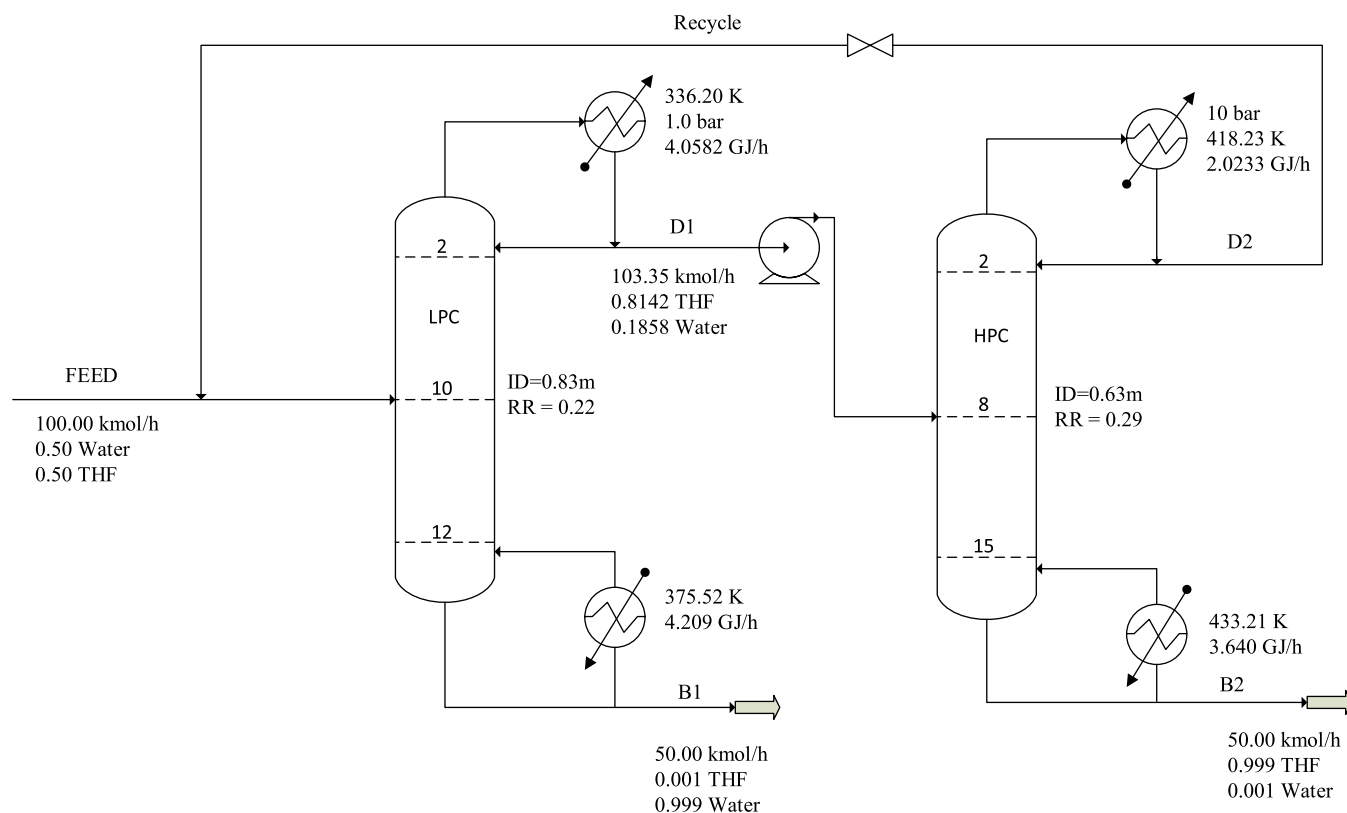 Recycle
336.20 K
1.0 bar
4.0582 GJ/h
10 bar
418.23 K
2.0233 GJ/h
2
D1
2
D2
103.35 kmol/h
0.8142 THF
0.1858 Water
LPC
HPC
FEED
10
ID=0.83m
RR = 0.22
8
ID=0.63m
RR = 0.29
100.00 kmol/h
0.50 Water
0.50 THF
12
15
375.52 K
4.209 GJ/h
433.21 K
3.640 GJ/h
B1
B2
50.00 kmol/h
0.001 THF
0.999 Water
50.00 kmol/h
0.999 THF
0.001 Water